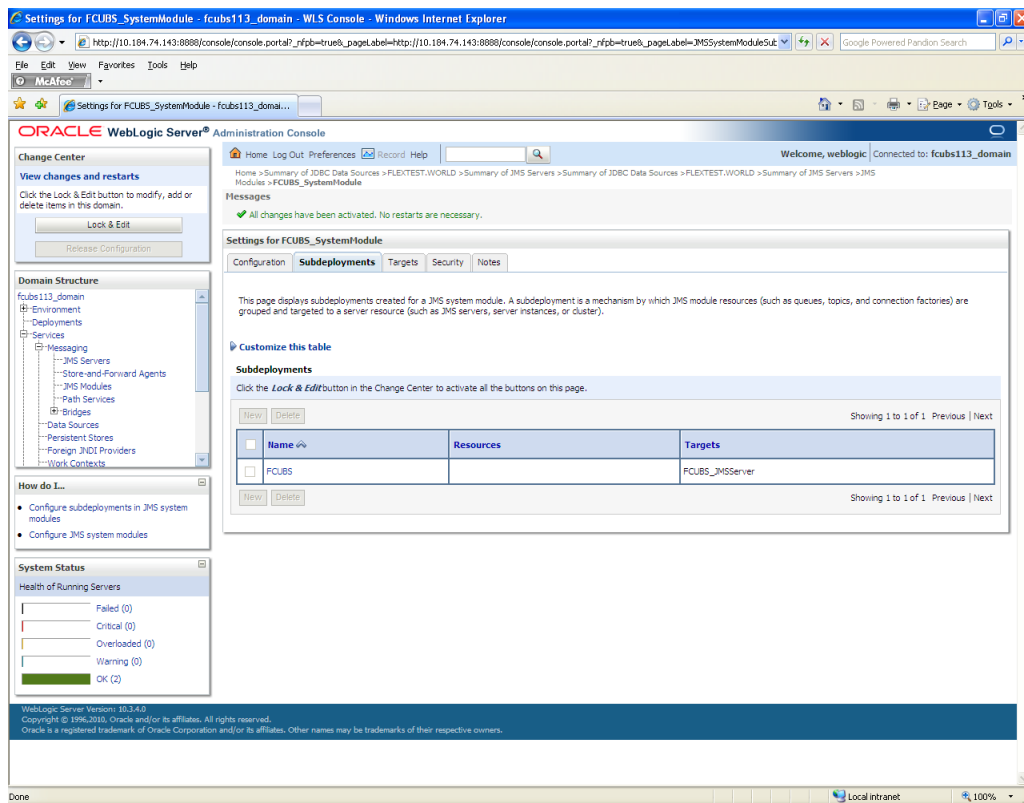 Settings for FCUBS_SystemModule - fcubs113_domain - WLS Console - Windows Internet Explorer
http://10.184.74.143:8888/console/console.portal?_nfpb=true&_pageLabel=http://10.184.74.143:8888/console/console.portal?_nfpb=true&_pageLabel=JMSSystemModuleSut
Google Powered Pandion Search
File Edit View Favorites Tools Help
McAfee
Settings for FCUBS_SystemModule - fcubs113_domai...
Page Tools
ORACLE WebLogic Server® Administration Console
Change Center
View changes and restarts
Click the Lock & Edit button to modify, add or
delete items in this domain.
Lock & Edit
Release Configuration
Domain Structure
fcubs113_domain
Environment
Deployments
Services
Messaging
JMS Servers
Store-and-Forward Agents
JMS Modules
Path Services
Bridges
Data Sources
Persistent Stores
Foreign JNDI Providers
Work Contexts
How do I...
Configure subdeployments in JMS system
modules
Configure JMS system modules
System Status
Health of Running Servers
Failed (0)
Critical (0)
Overloaded (0)
Warning (0)
OK (2)
Home Log Out Preferences Record Help
Welcome, weblogic Connected to: fcubs113_domain
Home >Summary of JDBC Data Sources >FLEXTEST.WORLD >Summary of JMS Servers >Summary of JDBC Data Sources >FLEXTEST.WORLD >Summary of JMS Servers >JMS
Modules >FCUBS_SystemModule
Messages
All changes have been activated. No restarts are necessary.
Settings for FCUBS_SystemModule
Configuration Subdeployments Targets Security Notes
This page displays subdeployments created for a JMS system module. A subdeployment is a mechanism by which JMS module resources (such as queues, topics, and connection factories) are
grouped and targeted to a server resource (such as JMS servers, server instances, or cluster).
Customize this table
Subdeployments
Click the Lock & Edit button in the Change Center to activate all the buttons on this page.
New Delete Showing 1 to 1 of 1 Previous | Next
Name Resources Targets
FCUBS FCUBS_JMSServer
New Delete Showing 1 to 1 of 1 Previous | Next
WebLogic Server Version: 10.3.4.0
Copyright © 1996,2010, Oracle and/or its affiliates. All rights reserved.
Oracle is a registered trademark of Oracle Corporation and/or its affiliates. Other names may be trademarks of their respective owners.
Done Local intranet 100%